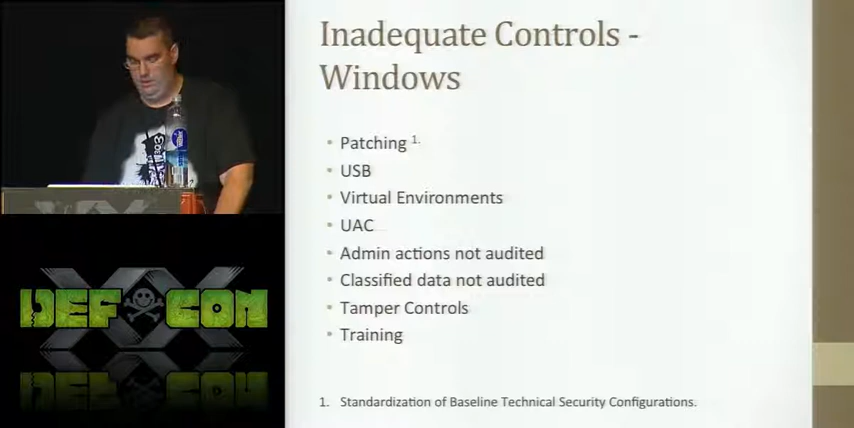 Inadequate Controls -
Windows
• Patching 1.
• USB
• Virtual Environments
• UAC
• Admin actions not audited
• Classified data not audited
• Tamper Controls
• Training
1. Standardization of Baseline Technical Security Configurations.
XX
DEF CON